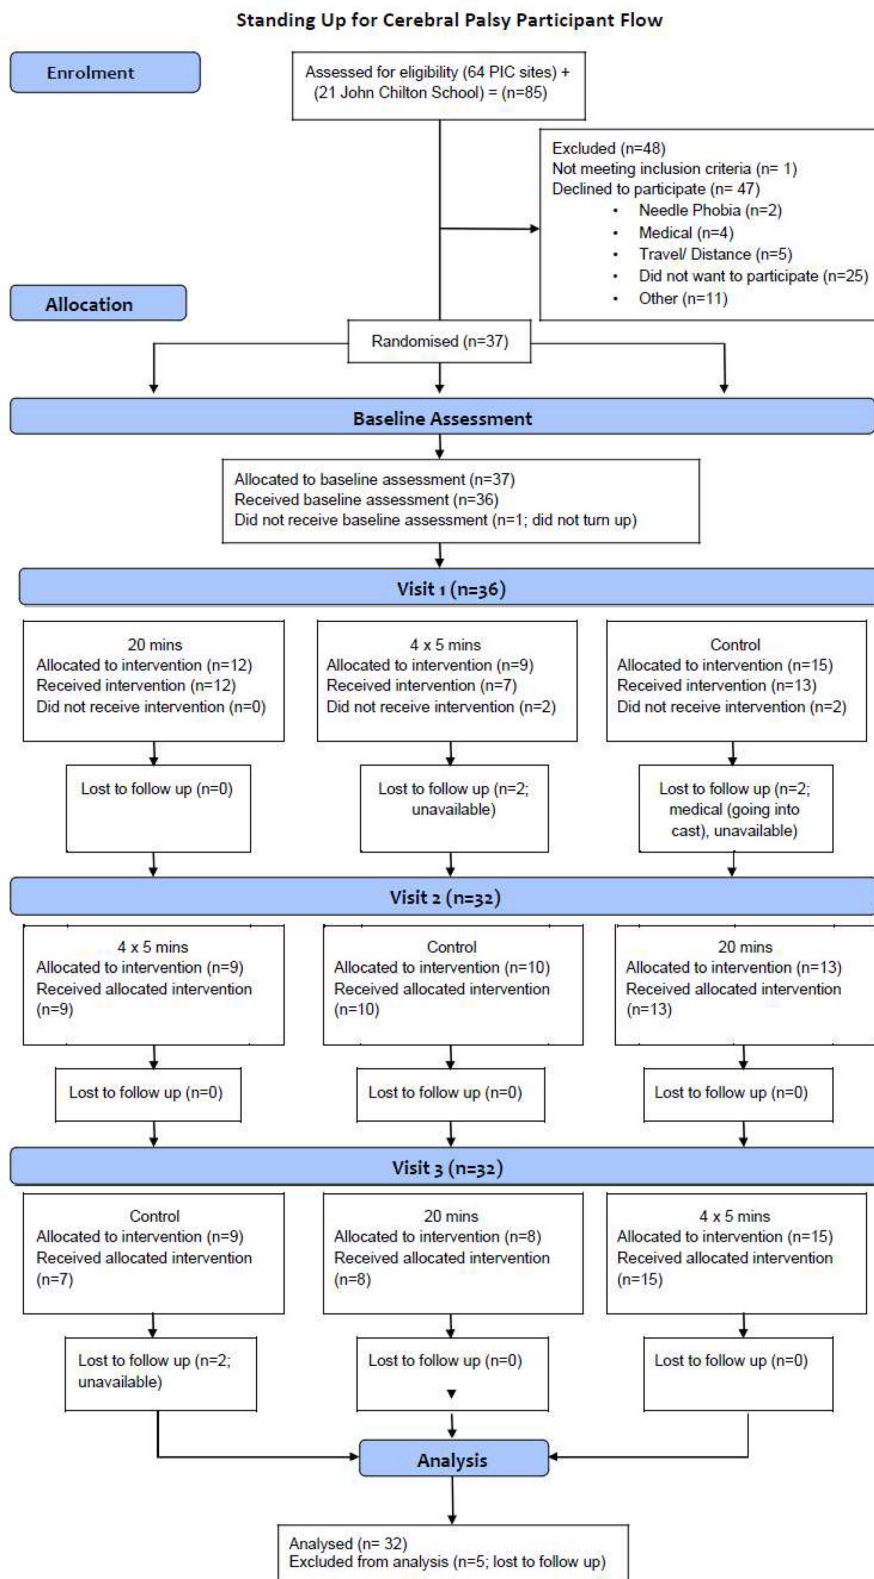 Standing Up for Cerebral Palsy Participant Flow
Enrolment
Assessed for eligibility (64 PIC sites) +
(21 John Chilton School) = (n=85)
Excluded (n=48)
Not meeting inclusion criteria (n= 1)
Declined to participate (n= 47)
• Needle Phobia (n=2)
• Medical (n=4)
• Travel/ Distance (n=5)
• Did not want to participate (n=25)
• Other (n=11)
Allocation
Randomised (n=37)
Baseline Assessment
Allocated to baseline assessment (n=37)
Received baseline assessment (n=36)
Did not receive baseline assessment (n=1; did not turn up)
Visit 1 (n=36)
20 mins
Allocated to intervention (n=12)
Received intervention (n=12)
Did not receive intervention (n=0)
4 x 5 mins
Allocated to intervention (n=9)
Received intervention (n=7)
Did not receive intervention (n=2)
Control
Allocated to intervention (n=15)
Received intervention (n=13)
Did not receive intervention (n=2)
Lost to follow up (n=0)
Lost to follow up (n=2;
unavailable)
Lost to follow up (n=2;
medical (going into
cast), unavailable)
Visit 2 (n=32)
4 x 5 mins
Allocated to intervention (n=9)
Received allocated intervention
(n=9)
Control
Allocated to intervention (n=10)
Received allocated intervention
(n=10)
20 mins
Allocated to intervention (n=13)
Received allocated intervention
(n=13)
Lost to follow up (n=0)
Lost to follow up (n=0)
Lost to follow up (n=0)
Visit 3 (n=32)
Control
Allocated to intervention (n=9)
Received allocated intervention
(n=7)
20 mins
Allocated to intervention (n=8)
Received allocated intervention
(n=8)
4 x 5 mins
Allocated to intervention (n=15)
Received allocated intervention
(n=15)
Lost to follow up (n=2;
unavailable)
Lost to follow up (n=0)
Lost to follow up (n=0)
Analysis
Analysed (n= 32)
Excluded from analysis (n=5; lost to follow up)